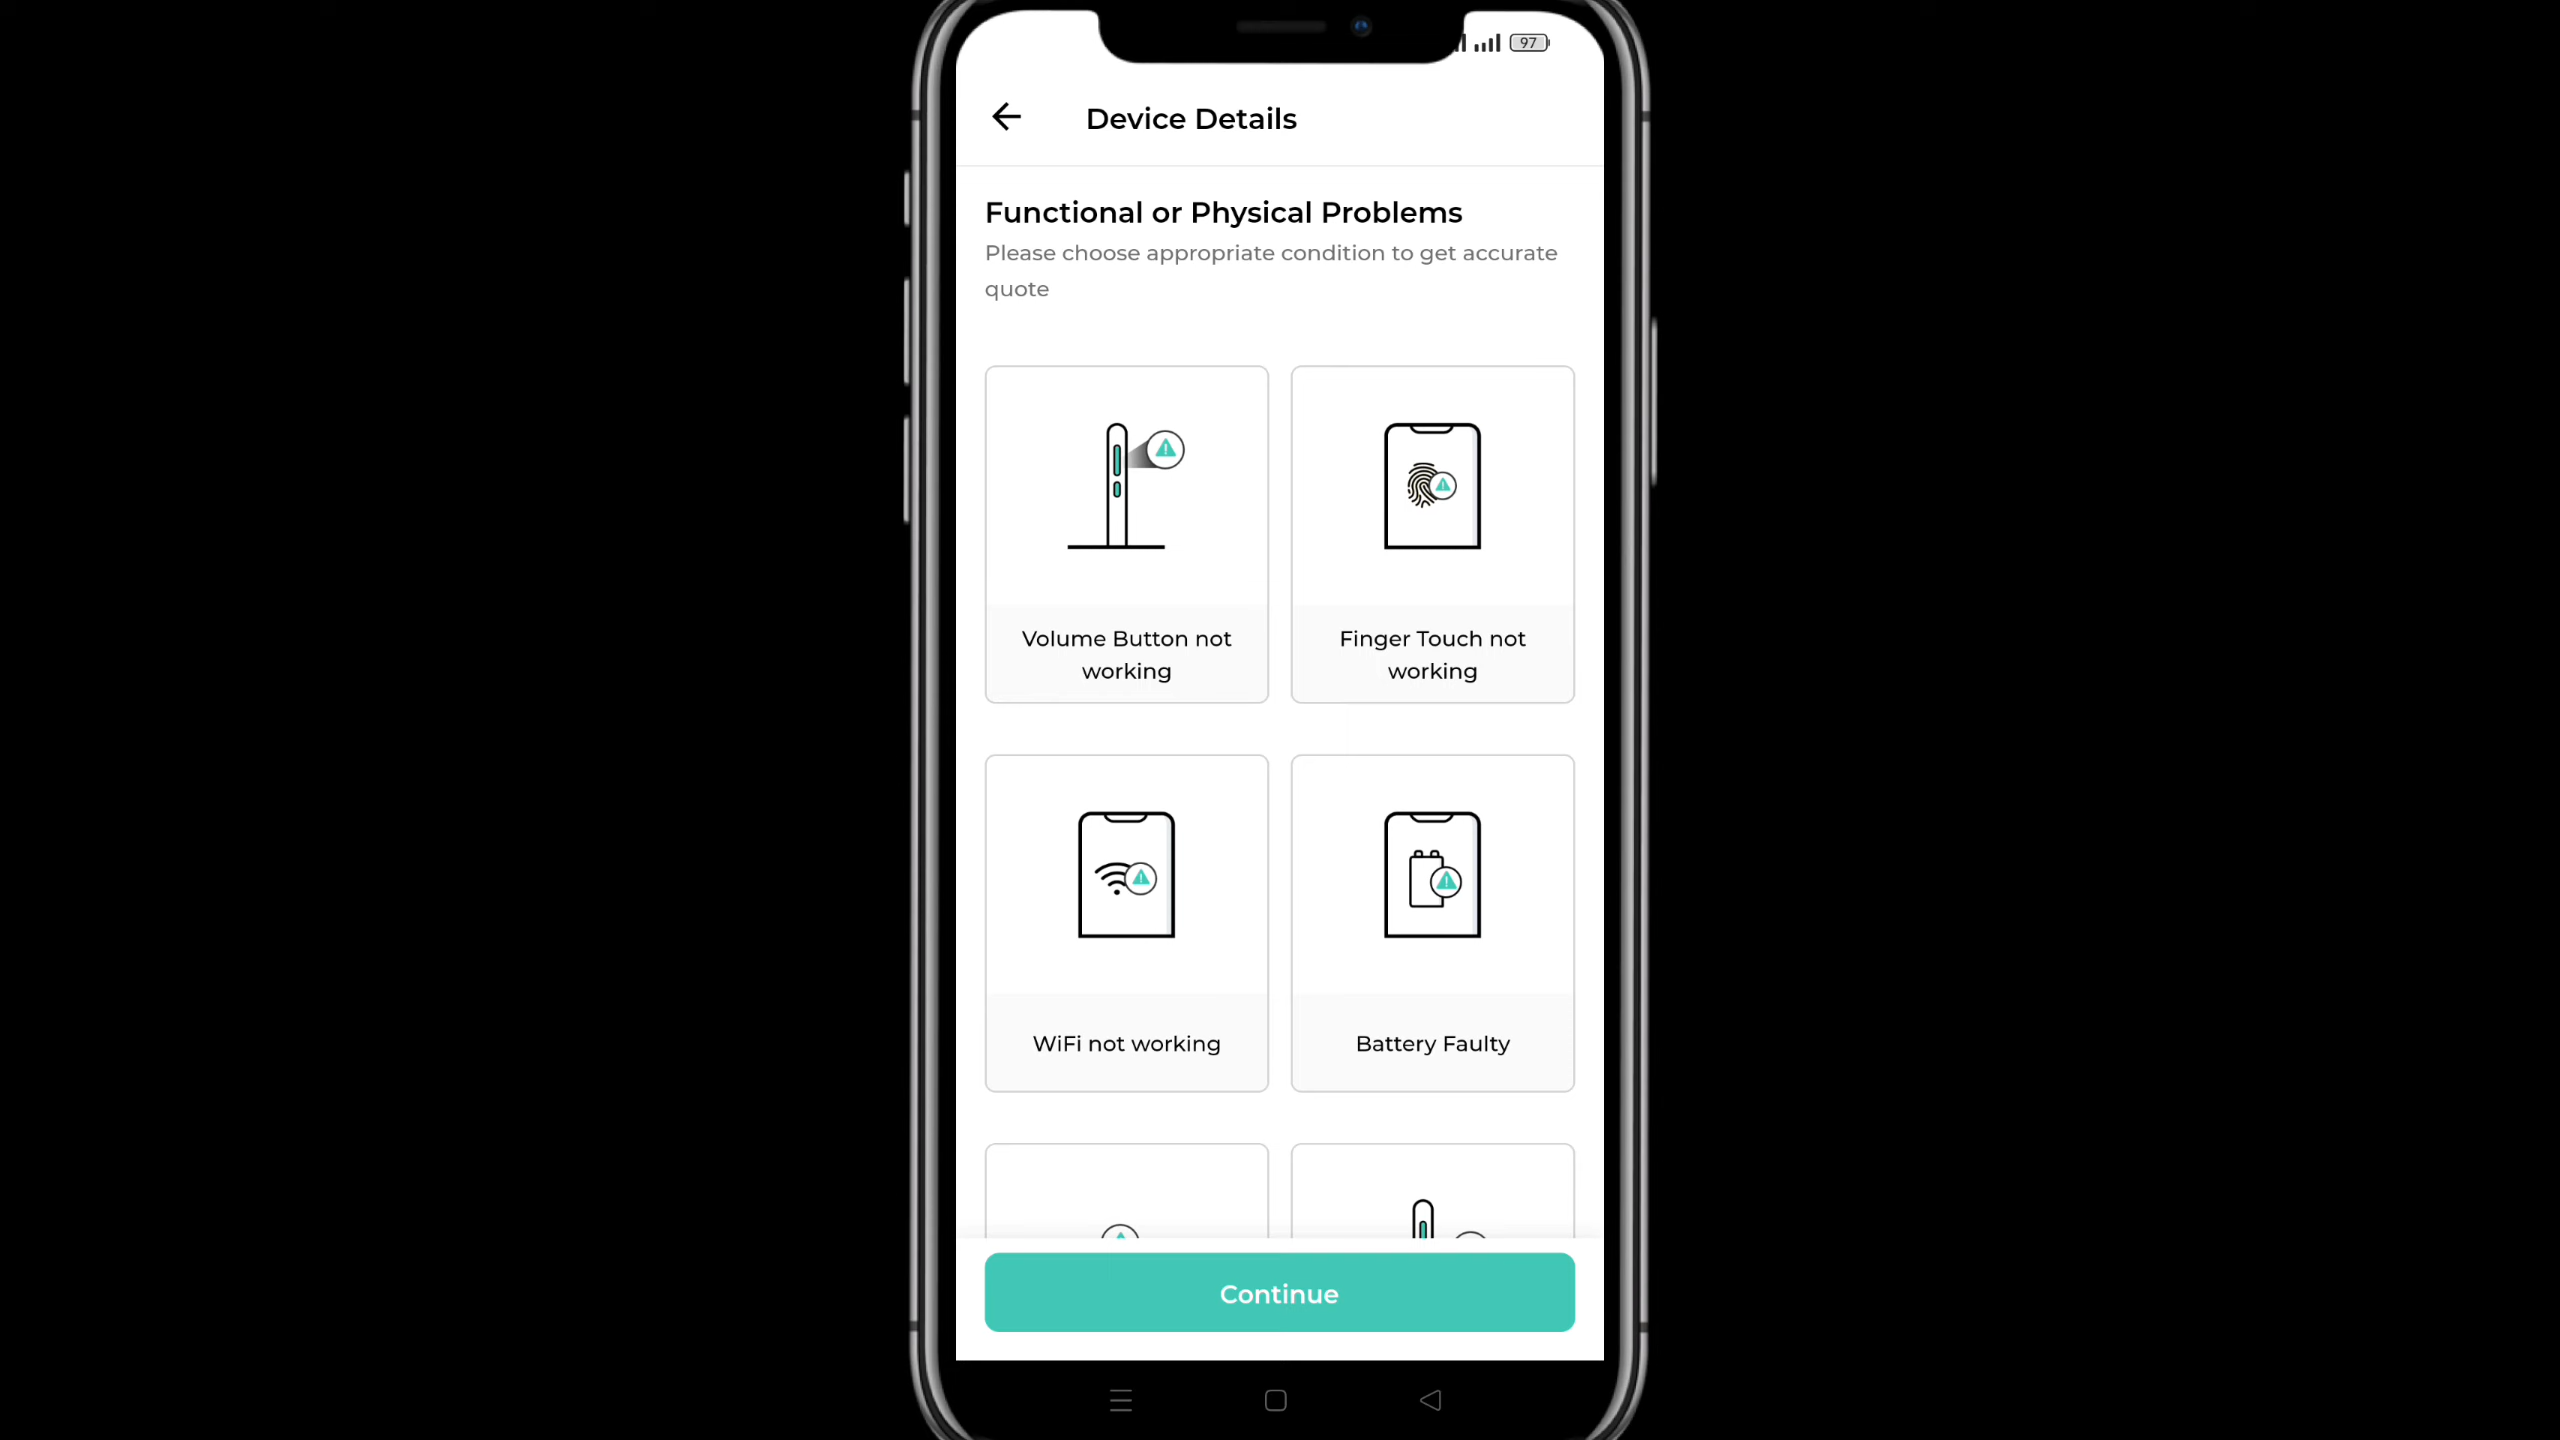 97
Device Details
Functional or Physical Problems
Please choose appropriate condition to get accurate
quote
Volume Button not
working
Finger Touch not
working
WiFi not working
Battery Faulty
Continue